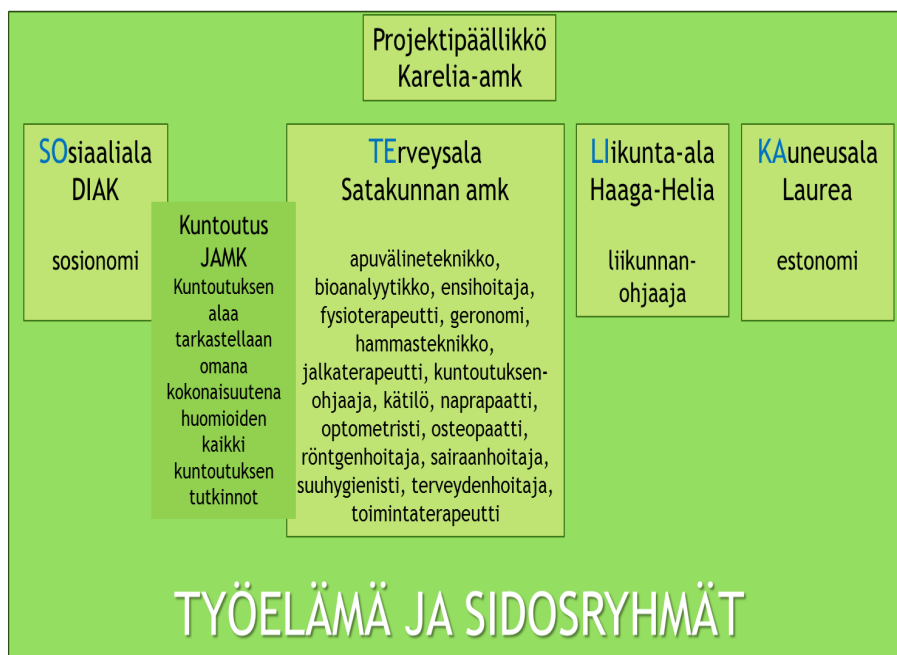 Projektipäällikkö
Karelia-amk
SOsiaaliala
DIAK
sosionomi
Kuntoutus
JAMK
Kuntoutuksen
alaa
tarkastellaan
omana
kokonaisuutena
huomioiden
kaikki
kuntoutuksen
tutkinnot
TErveysala
Satakunnan amk
apuvälineteknikko,
bioanalyytikko, ensihoitaja,
fysioterapeutti, geronomi,
hammasteknikko,
jalkaterapeutti, kuntoutuksen-
ohjaaja, kätilö, naprapaatti,
optometristi, osteopaatti,
röntgenhoitaja, sairaanhoitaja,
suuhygienisti, terveydenhoitaja,
toimintaterapeutti
LIikunta-ala
Haaga-Helia
liikunnan-
ohjaaja
KAuneusala
Laurea
estonomi
TYÖELÄMÄ JA SIDOSRYHMÄT